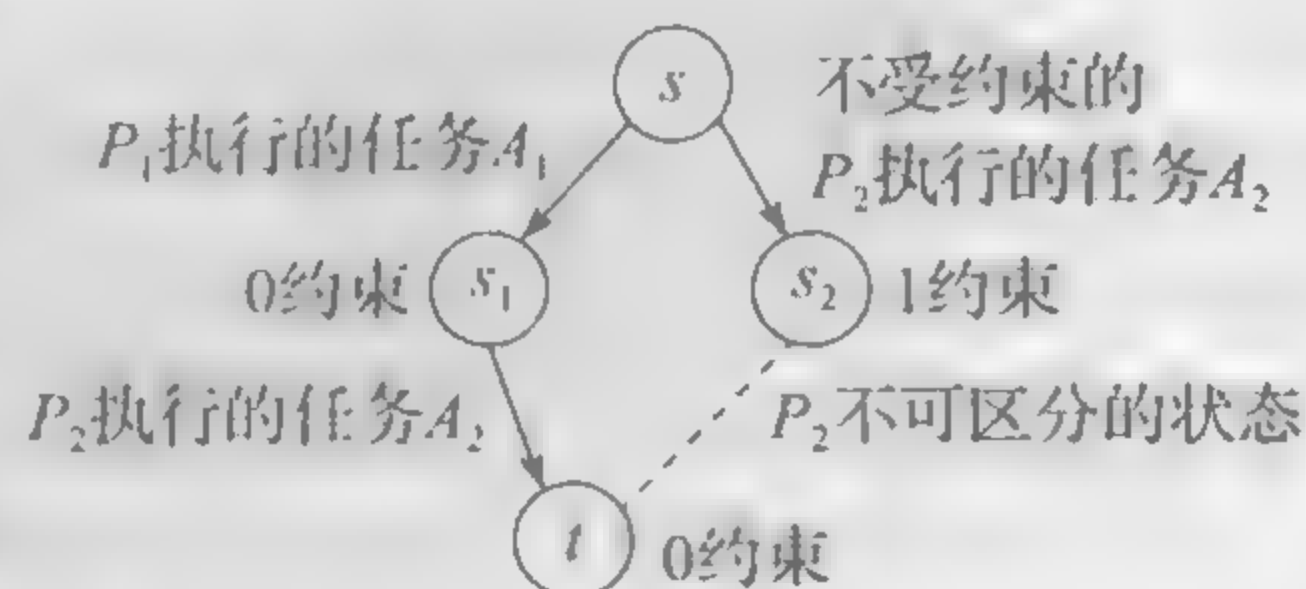 s
不受约束的
P₁执行的任务A₁
P₂执行的任务A₂
0约束
s₁
s₂
1约束
P₂执行的任务A₂
P₂不可区分的状态
t
0约束